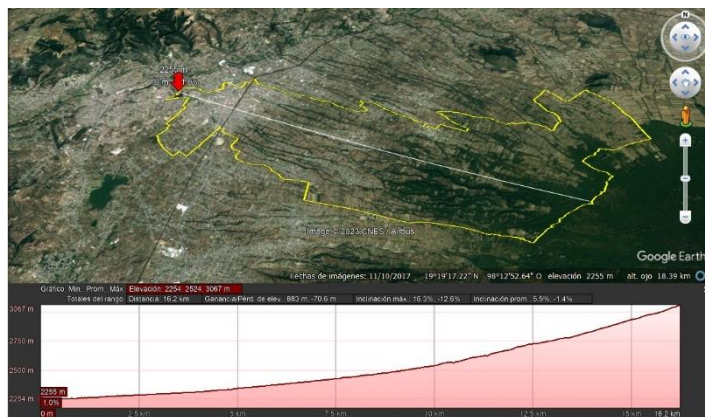 N
2255 m
0 m 1.0%
Image © 2023 CNES / Airbus
Google Earth
Fechas de imágenes: 11/10/2017 19°19'17.22" N 98°12'52.64" O elevación 2255 m alt. ojo 18.39 km
Gráfico: Mín., Prom., Máx. Elevación: 2254, 2524, 3067 m
Totales del rango: Distancia: 16.2 km Ganancia/Pérd. de elev.: 883 m, -70.6 m Inclinación máx.: 16.3%, -12.6% Inclinación prom.: 5.5%, -1.4%
3067 m
2750 m
2500 m
2255 m
2254 m
1.0%
0 m 2.5 km 5 km 7.5 km 10 km 12.5 km 15 km 16.2 km